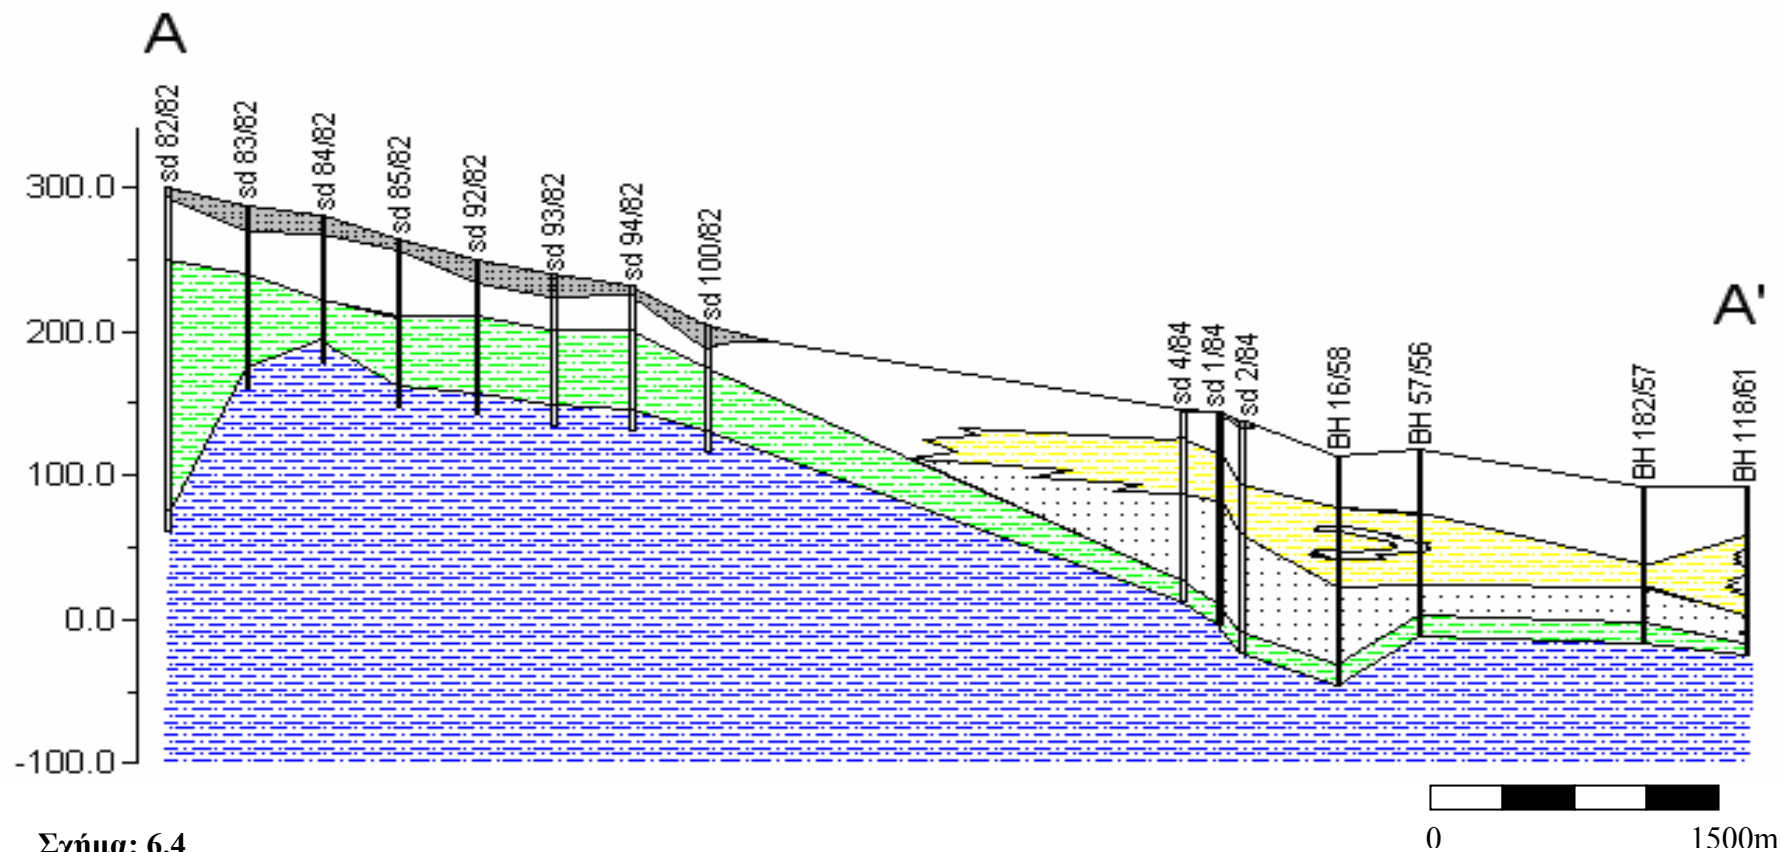 A
sd 82/82
sd 83/82
sd 84/82
sd 85/82
sd 92/82
sd 93/82
sd 94/82
sd 100/82
A'
sd 4/84
sd 1/84
sd 2/84
BH 16/58
BH 57/56
BH 182/57
BH 118/61
300.0
200.0
100.0
0.0
-100.0
0 1500m
Σχήμα: 6.4